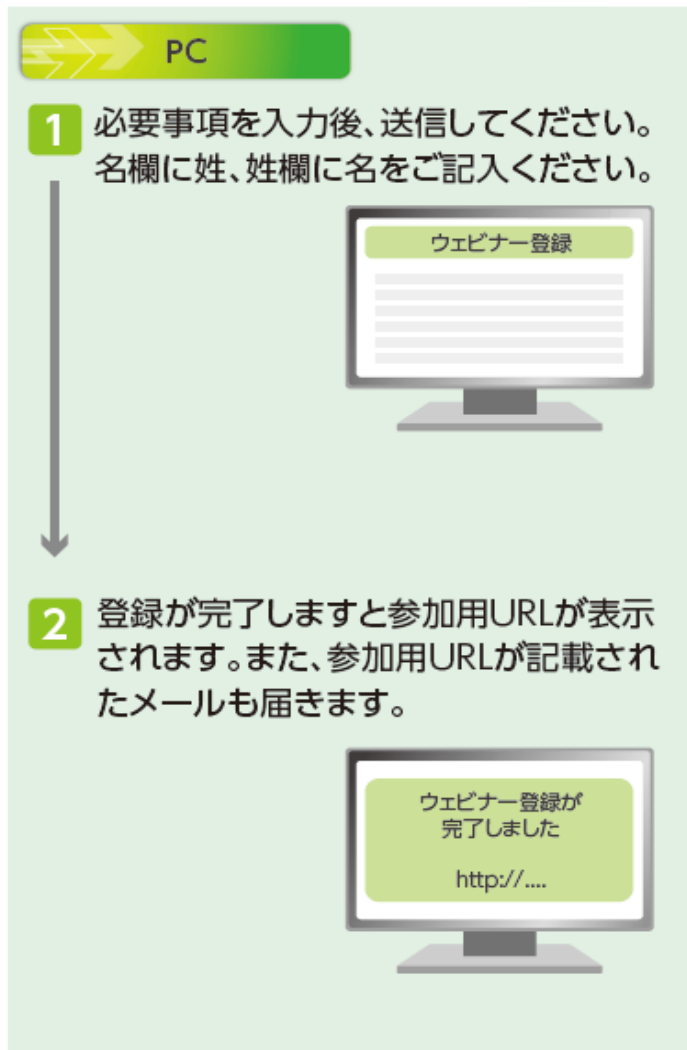 PC
1 必要事項を入力後、送信してください。
名欄に姓、姓欄に名をご記入ください。
ウェビナー登録
2 登録が完了しますと参加用URLが表示
されます。また、参加用URLが記載され
たメールも届きます。
ウェビナー登録が
完了しました
http://....